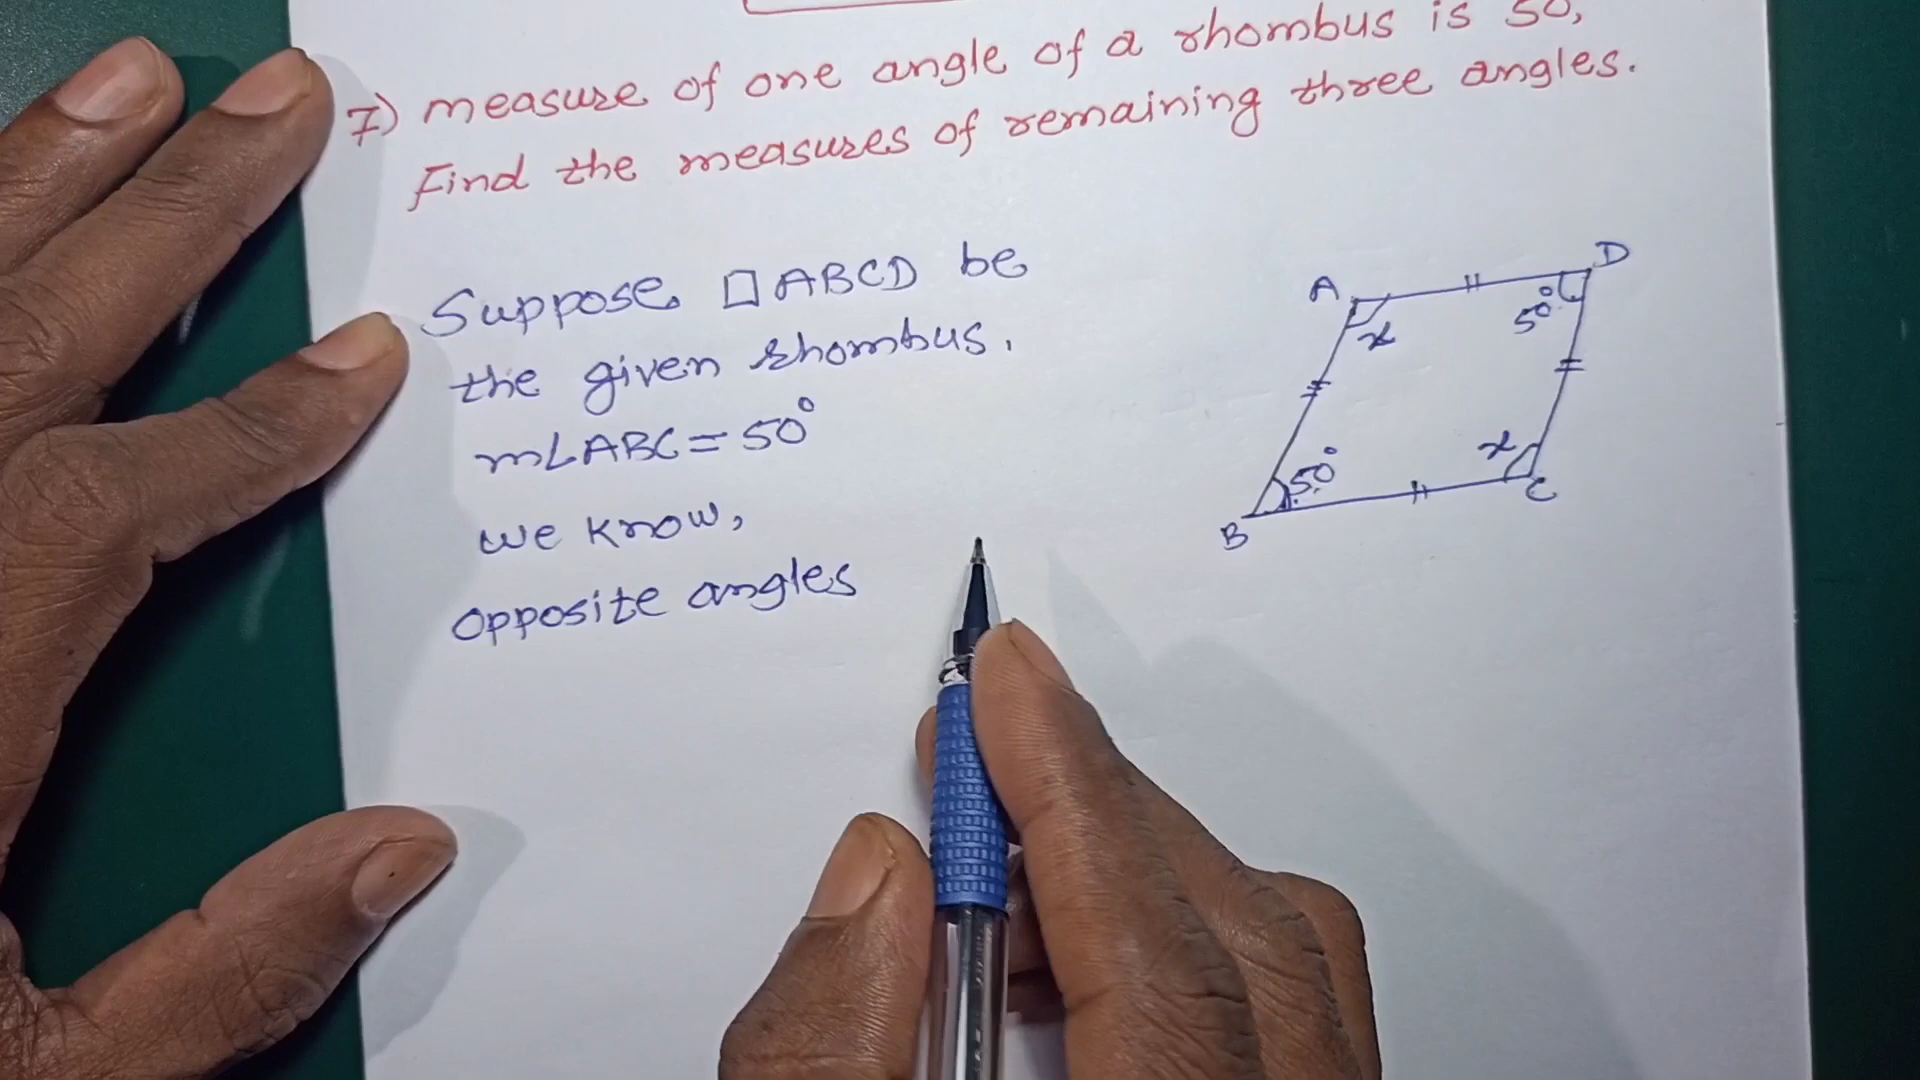 7) measure of one angle of a rhombus is 50,
Find the measures of remaining three angles.
Suppose □ABCD be
the given rhombus.
m∠ABC = 50°
we know,
opposite angles
A
D
x
50°
x
50°
C
B